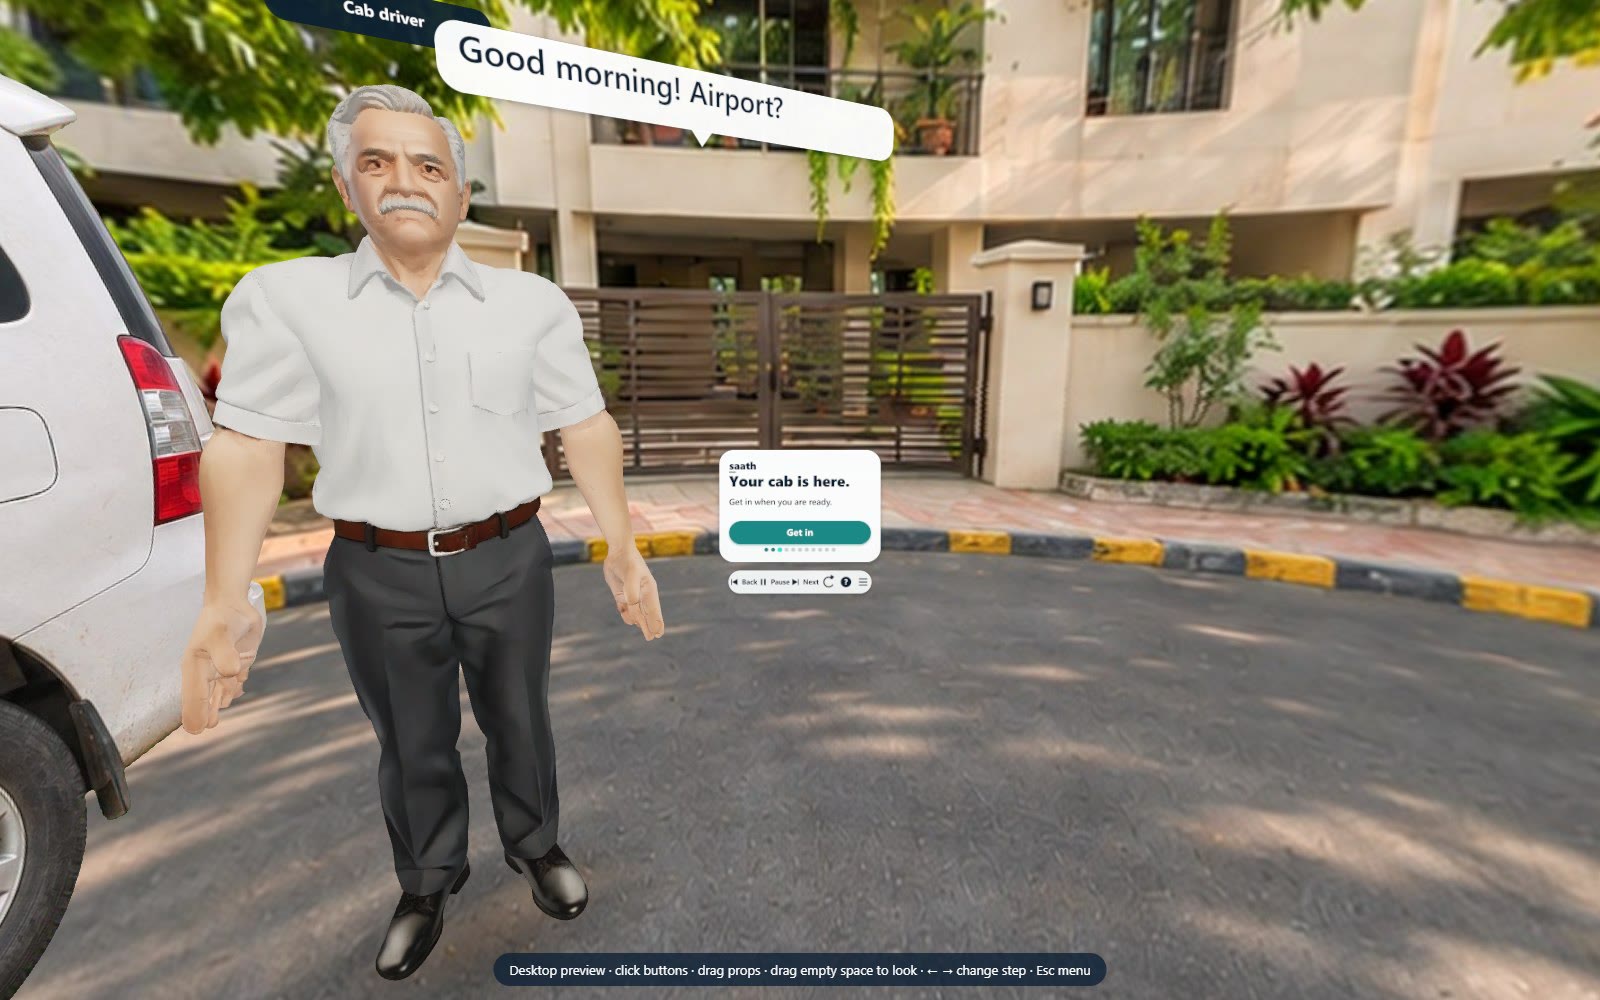 Cab driver
Good morning! Airport?
saath
Your cab is here.
Get in when you are ready.
Get in
Back Pause Next ?
Desktop preview · click buttons · drag props · drag empty space to look · ← → change step · Esc menu